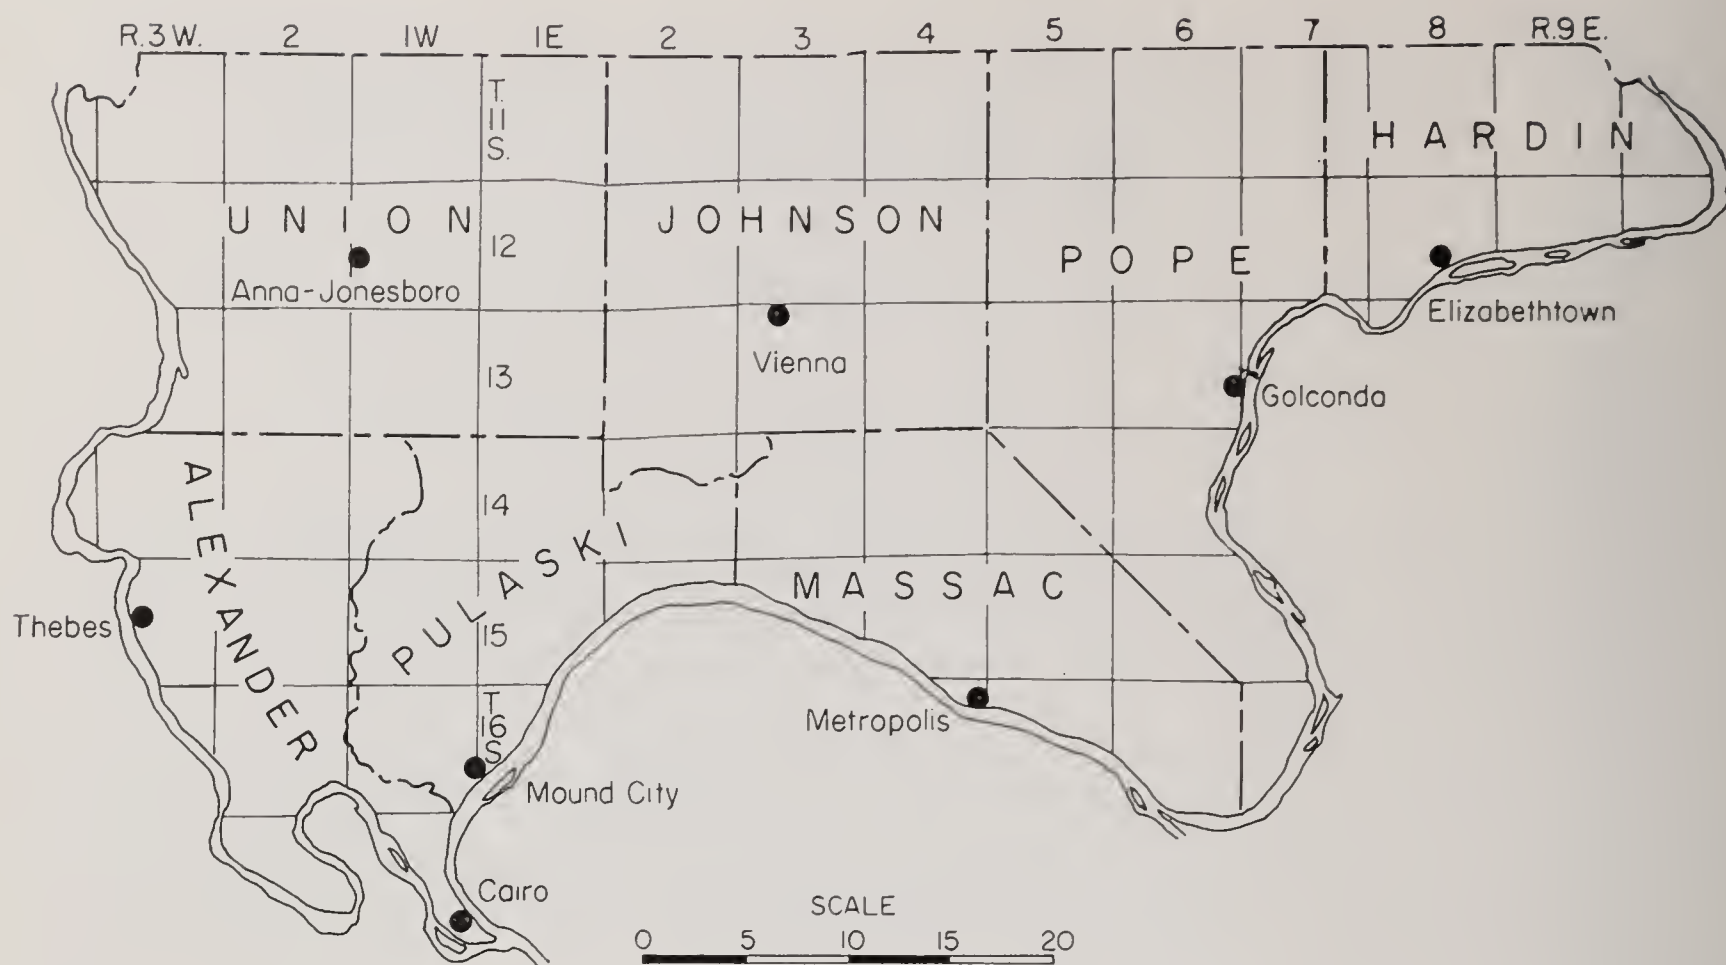 R.3 W. 2 1W 1E 2 3 4 5 6 7 8 R.9 E.
T.
11
S.
HARDIN
UNION
JOHNSON
12
POPE
Anna-Jonesboro
Elizabethtown
Vienna
13
Golconda
ALEXANDER
14
PULASKI
MASSAC
Thebes
15
T
16
S
Metropolis
Mound City
Cairo
SCALE
0 5 10 15 20